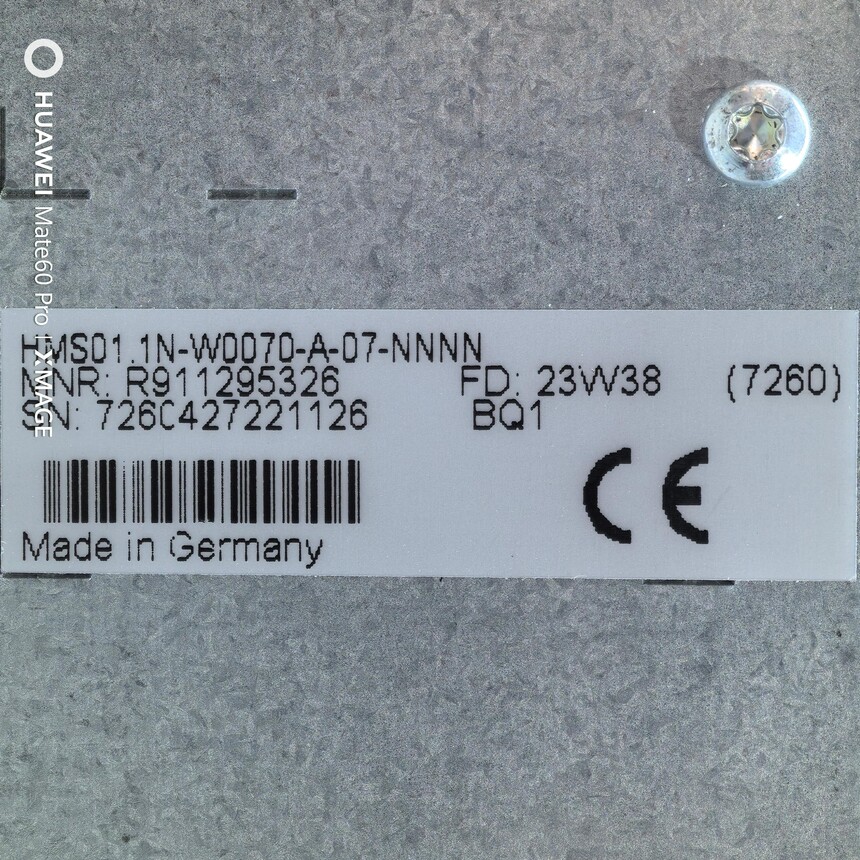 HUAWEI Mate60 Pro | XMAGE
HMS01.1N-W0070-A-07-NNNN
MNR: R911295326 FD: 23W38 (7260)
SN: 7260427221126 BQ1
Made in Germany
CE